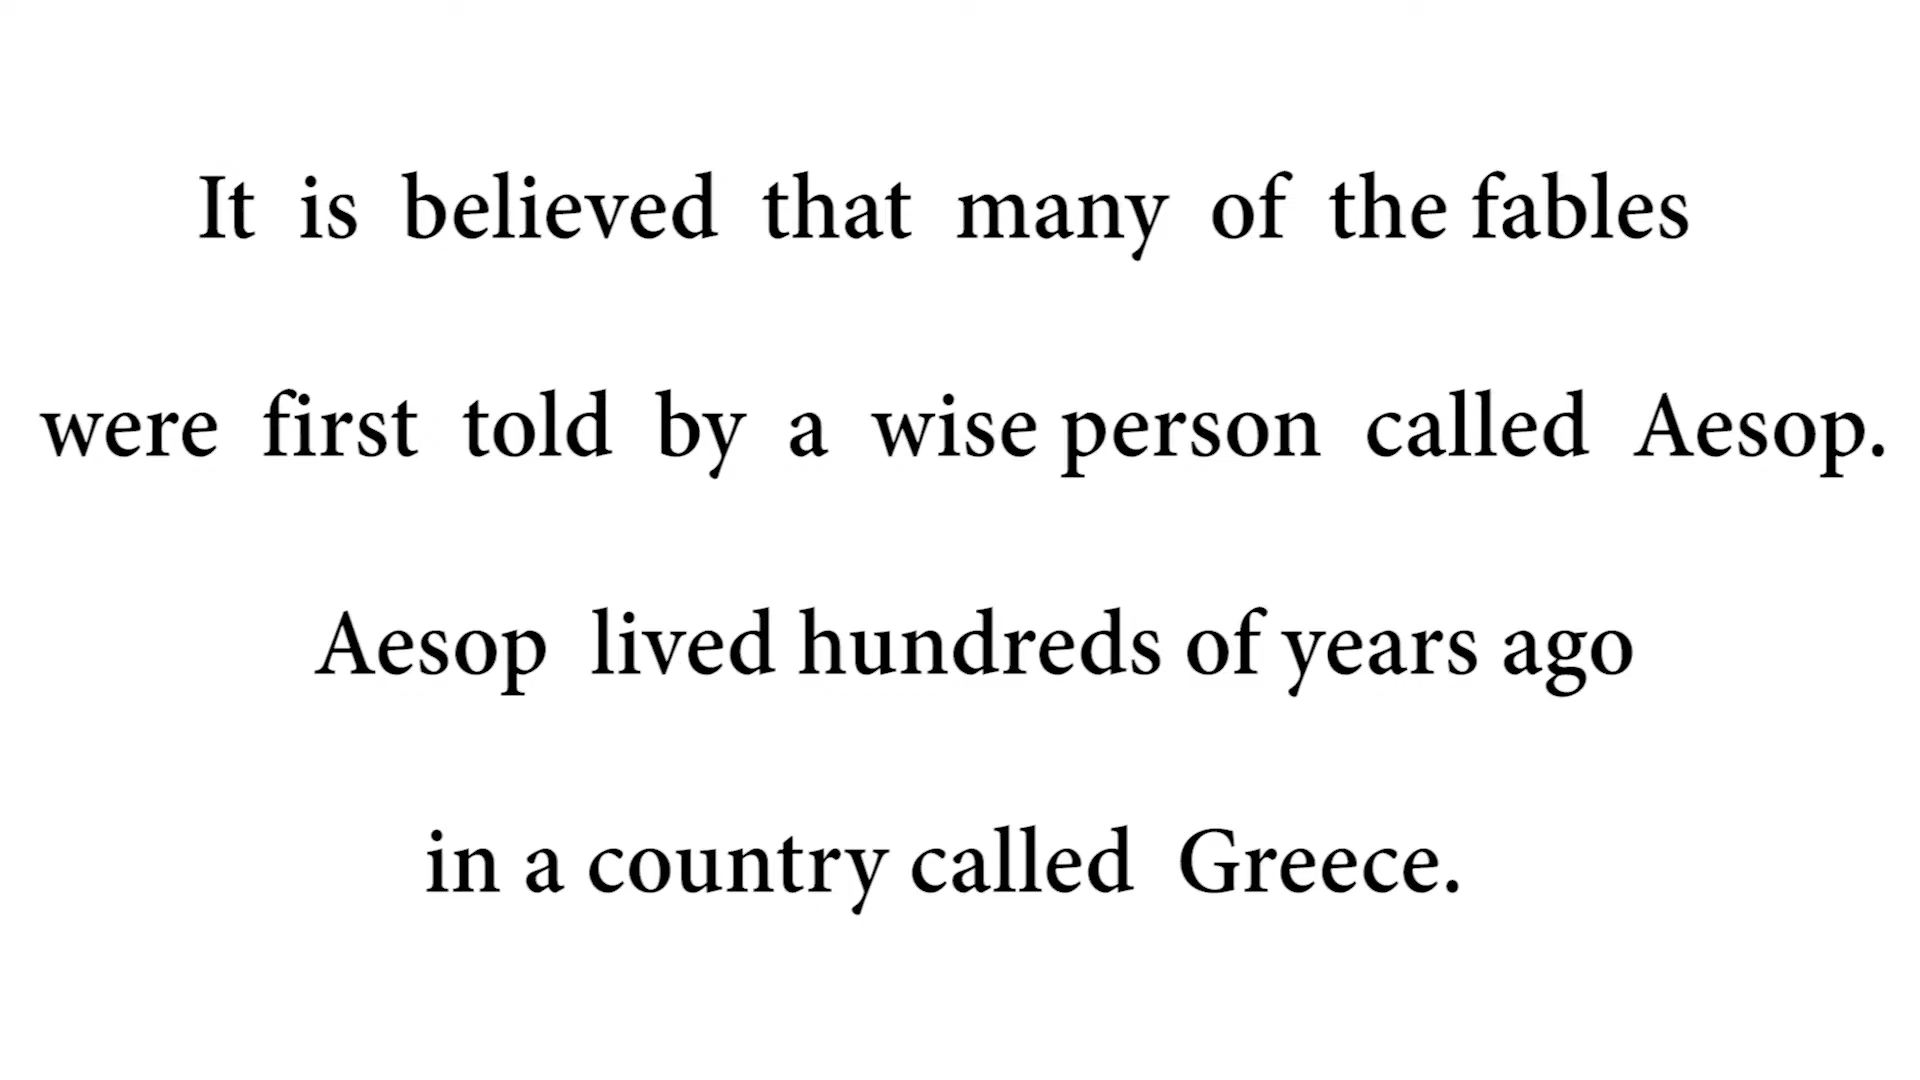 It is believed that many of the fables
were first told by a wise person called Aesop.
Aesop lived hundreds of years ago
in a country called Greece.